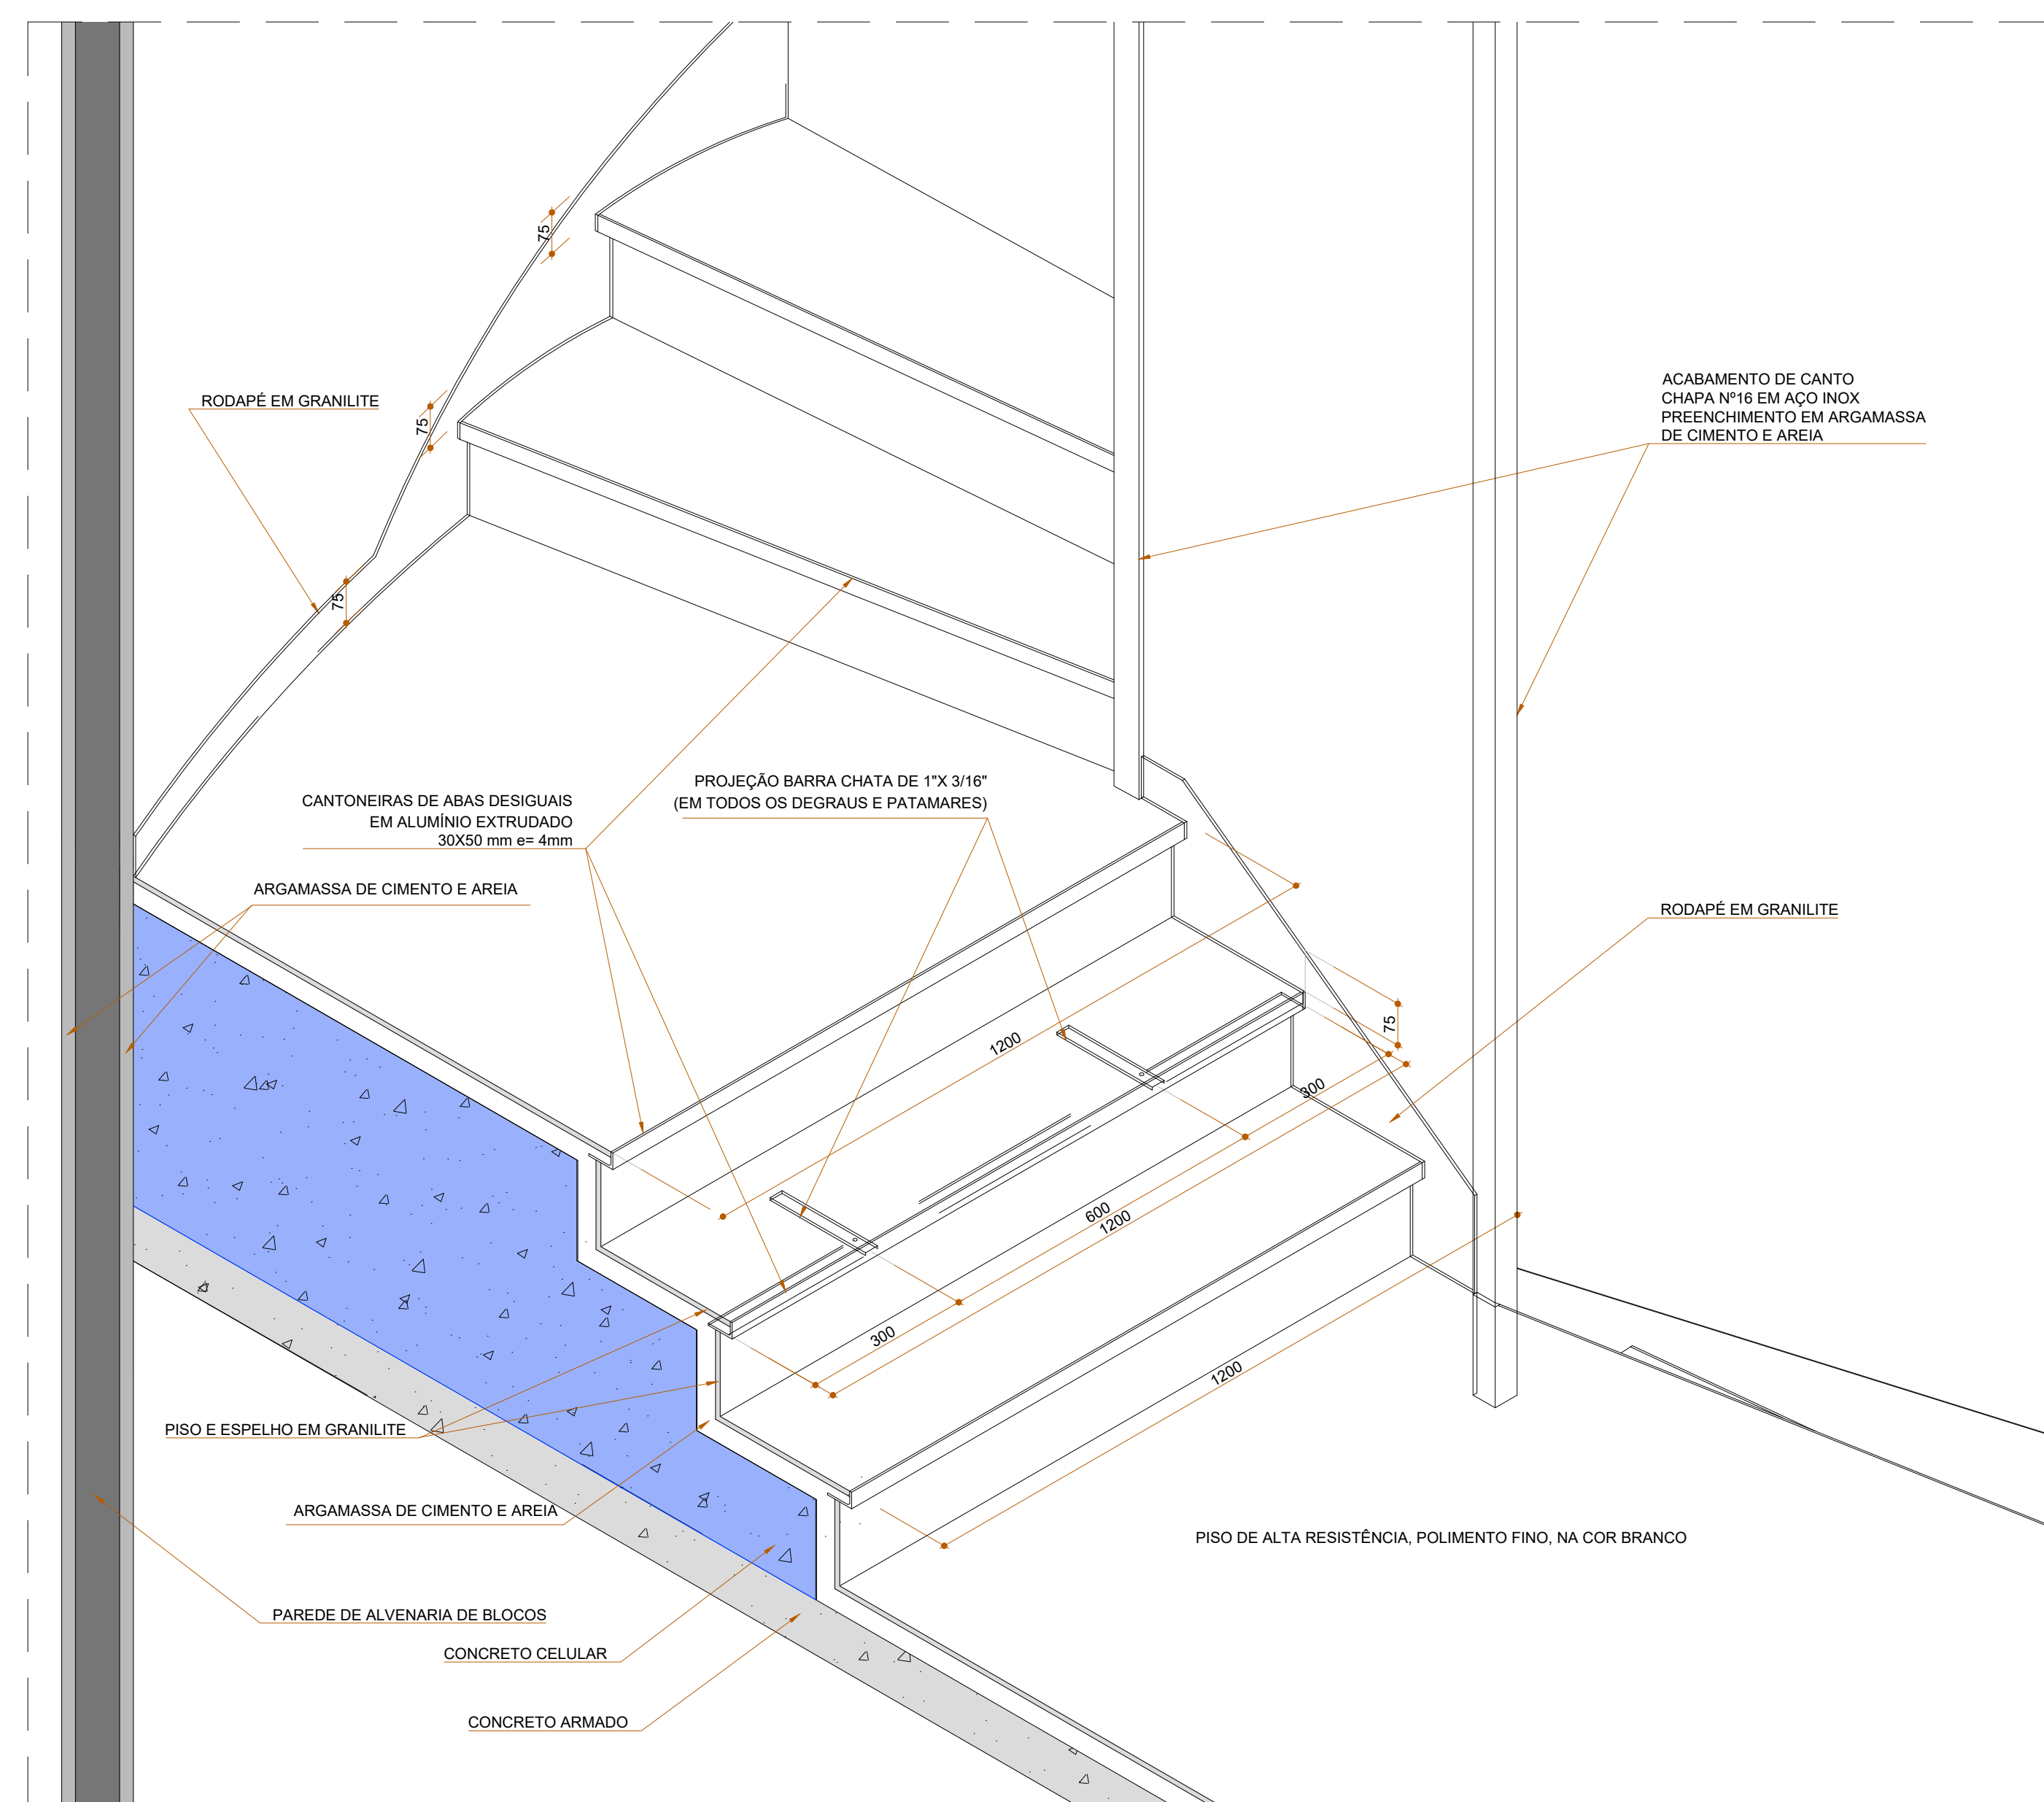 75
ACABAMENTO DE CANTO
CHAPA Nº16 EM AÇO INOX
PREENCHIMENTO EM ARGAMASSA
DE CIMENTO E AREIA
RODAPÉ EM GRANILITE
75
75
PROJEÇÃO BARRA CHATA DE 1"X 3/16"
(EM TODOS OS DEGRAUS E PATAMARES)
CANTONEIRAS DE ABAS DESIGUAIS
EM ALUMÍNIO EXTRUDADO
30X50 mm e= 4mm
ARGAMASSA DE CIMENTO E AREIA
RODAPÉ EM GRANILITE
75
1200
300
600
1200
300
1200
PISO E ESPELHO EM GRANILITE
ARGAMASSA DE CIMENTO E AREIA
PISO DE ALTA RESISTÊNCIA, POLIMENTO FINO, NA COR BRANCO
PAREDE DE ALVENARIA DE BLOCOS
CONCRETO CELULAR
CONCRETO ARMADO